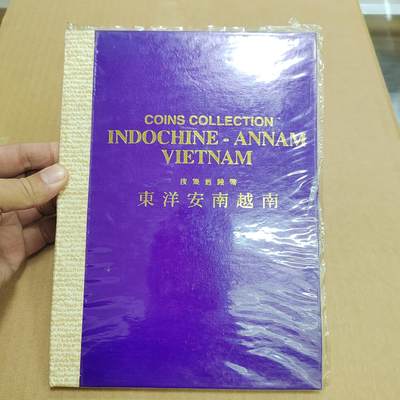 COINS COLLECTION
INDOCHINE - ANNAM
VIETNAM
東洋安南越南